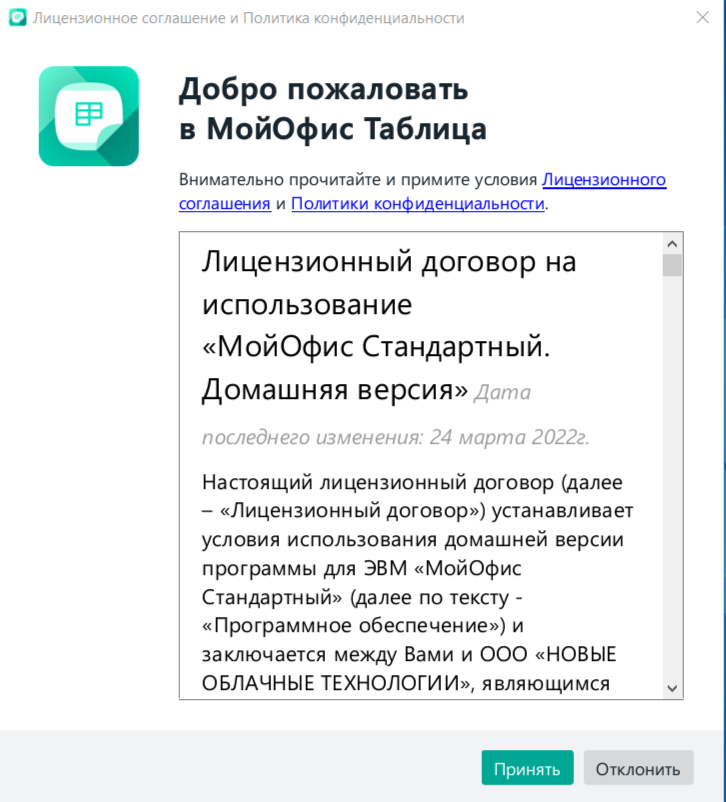 Лицензионное соглашение и Политика конфиденциальности
Добро пожаловать
в МойОфис Таблица
Внимательно прочитайте и примите условия Лицензионного
соглашения и Политики конфиденциальности.
Лицензионный договор на
использование
«МойОфис Стандартный.
Домашняя версия» Дата
последнего изменения: 24 марта 2022г.
Настоящий лицензионный договор (далее
– «Лицензионный договор») устанавливает
условия использования домашней версии
программы для ЭВМ «МойОфис
Стандартный» (далее по тексту -
«Программное обеспечение») и
заключается между Вами и ООО «НОВЫЕ
ОБЛАЧНЫЕ ТЕХНОЛОГИИ», являющимся
Принять
Отклонить